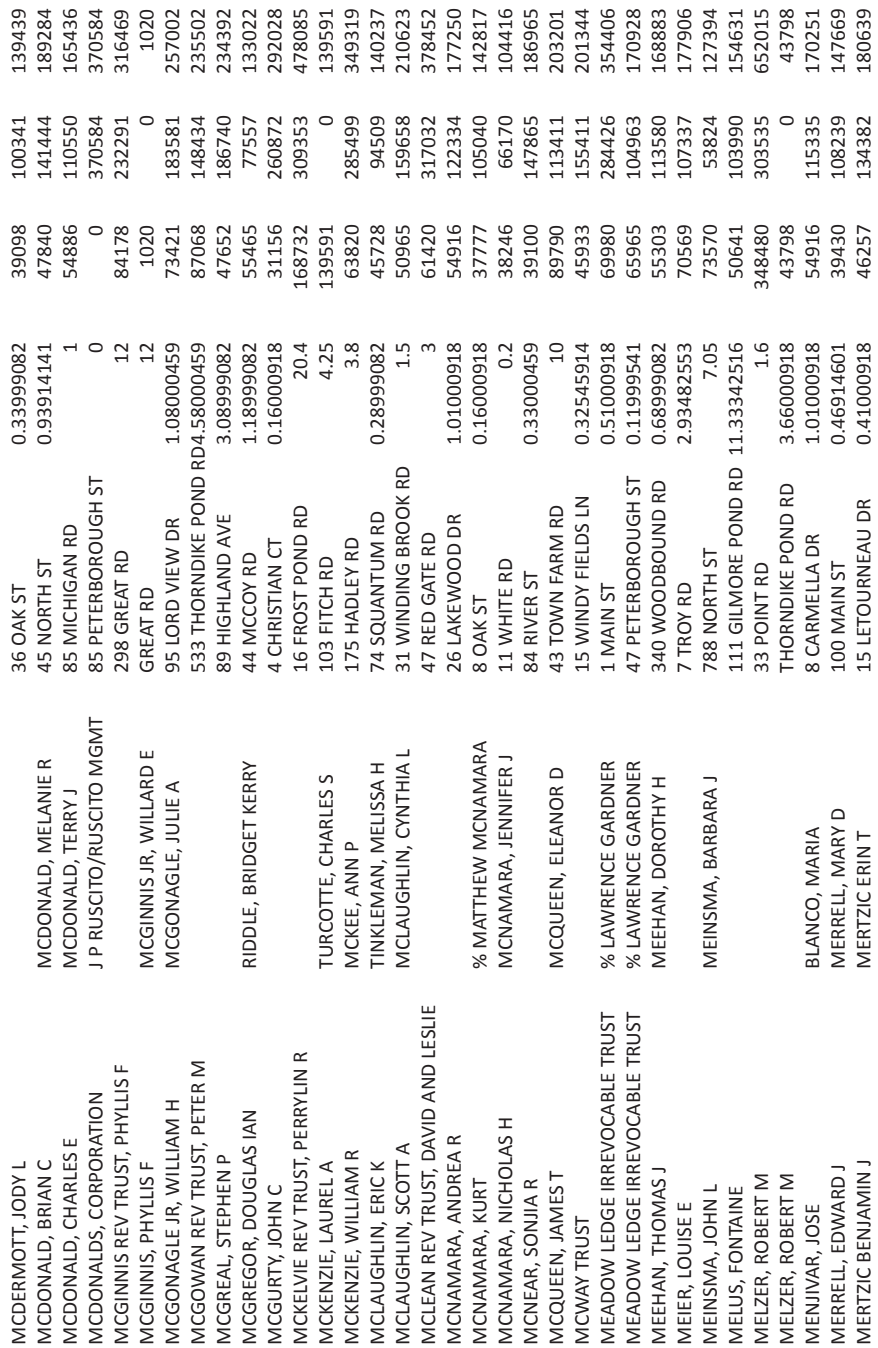 MCDERMOTT, JODY L 36 OAK ST 0.33999082 39098 100341 139439
MCDONALD, BRIAN C MCDONALD, MELANIE R 45 NORTH ST 0.93914141 47840 141444 189284
MCDONALD, CHARLES E MCDONALD, TERRY J 85 MICHIGAN RD 1 54886 110550 165436
MCDONALDS, CORPORATION J P RUSCITO/RUSCITO MGMT 85 PETERBOROUGH ST 0 0 370584 370584
MCGINNIS REV TRUST, PHYLLIS F 298 GREAT RD 12 84178 232291 316469
MCGINNIS, PHYLLIS F MCGINNIS JR, WILLARD E GREAT RD 12 1020 0 1020
MCGONAGLE JR, WILLIAM H MCGONAGLE, JULIE A 95 LORD VIEW DR 1.08000459 73421 183581 257002
MCGOWAN REV TRUST, PETER M 533 THORNDIKE POND RD 4.58000459 87068 148434 235502
MCGREAL, STEPHEN P 89 HIGHLAND AVE 3.08999082 47652 186740 234392
MCGREGOR, DOUGLAS IAN RIDDLE, BRIDGET KERRY 44 MCCOY RD 1.18999082 55465 77557 133022
MCGURTY, JOHN C 4 CHRISTIAN CT 0.16000918 31156 260872 292028
MCKELVIE REV TRUST, PERRYLIN R 16 FROST POND RD 20.4 168732 309353 478085
MCKENZIE, LAUREL A TURCOTTE, CHARLES S 103 FITCH RD 4.25 139591 0 139591
MCKENZIE, WILLIAM R MCKEE, ANN P 175 HADLEY RD 3.8 63820 285499 349319
MCLAUGHLIN, ERIC K TINKLEMAN, MELISSA H 74 SQUANTUM RD 0.28999082 45728 94509 140237
MCLAUGHLIN, SCOTT A MCLAUGHLIN, CYNTHIA L 31 WINDING BROOK RD 1.5 50965 159658 210623
MCLEAN REV TRUST, DAVID AND LESLIE 47 RED GATE RD 3 61420 317032 378452
MCNAMARA, ANDREA R 26 LAKEWOOD DR 1.01000918 54916 122334 177250
MCNAMARA, KURT % MATTHEW MCNAMARA 8 OAK ST 0.16000918 37777 105040 142817
MCNAMARA, NICHOLAS H MCNAMARA, JENNIFER J 11 WHITE RD 0.2 38246 66170 104416
MCNEAR, SONJIA R 84 RIVER ST 0.33000459 39100 147865 186965
MCQUEEN, JAMES T MCQUEEN, ELEANOR D 43 TOWN FARM RD 10 89790 113411 203201
MCWAY TRUST 15 WINDY FIELDS LN 0.32545914 45933 155411 201344
MEADOW LEDGE IRREVOCABLE TRUST % LAWRENCE GARDNER 1 MAIN ST 0.51000918 69980 284426 354406
MEADOW LEDGE IRREVOCABLE TRUST % LAWRENCE GARDNER 47 PETERBOROUGH ST 0.11999541 65965 104963 170928
MEEHAN, THOMAS J MEEHAN, DOROTHY H 340 WOODBOUND RD 0.68999082 55303 113580 168883
MEIER, LOUISE E 7 TROY RD 2.93482553 70569 107337 177906
MEINSMA, JOHN L MEINSMA, BARBARA J 788 NORTH ST 7.05 73570 53824 127394
MELUS, FONTAINE 111 GILMORE POND RD 11.33342516 50641 103990 154631
MELZER, ROBERT M 33 POINT RD 1.6 348480 303535 652015
MELZER, ROBERT M THORNDIKE POND RD 3.66000918 43798 0 43798
MENJIVAR, JOSE BLANCO, MARIA 8 CARMELLA DR 1.01000918 54916 115335 170251
MERRELL, EDWARD J MERRELL, MARY D 100 MAIN ST 0.46914601 39430 108239 147669
MERTZIC BENJAMIN J MERTZIC ERIN T 15 LETOURNEAU DR 0.41000918 46257 134382 180639